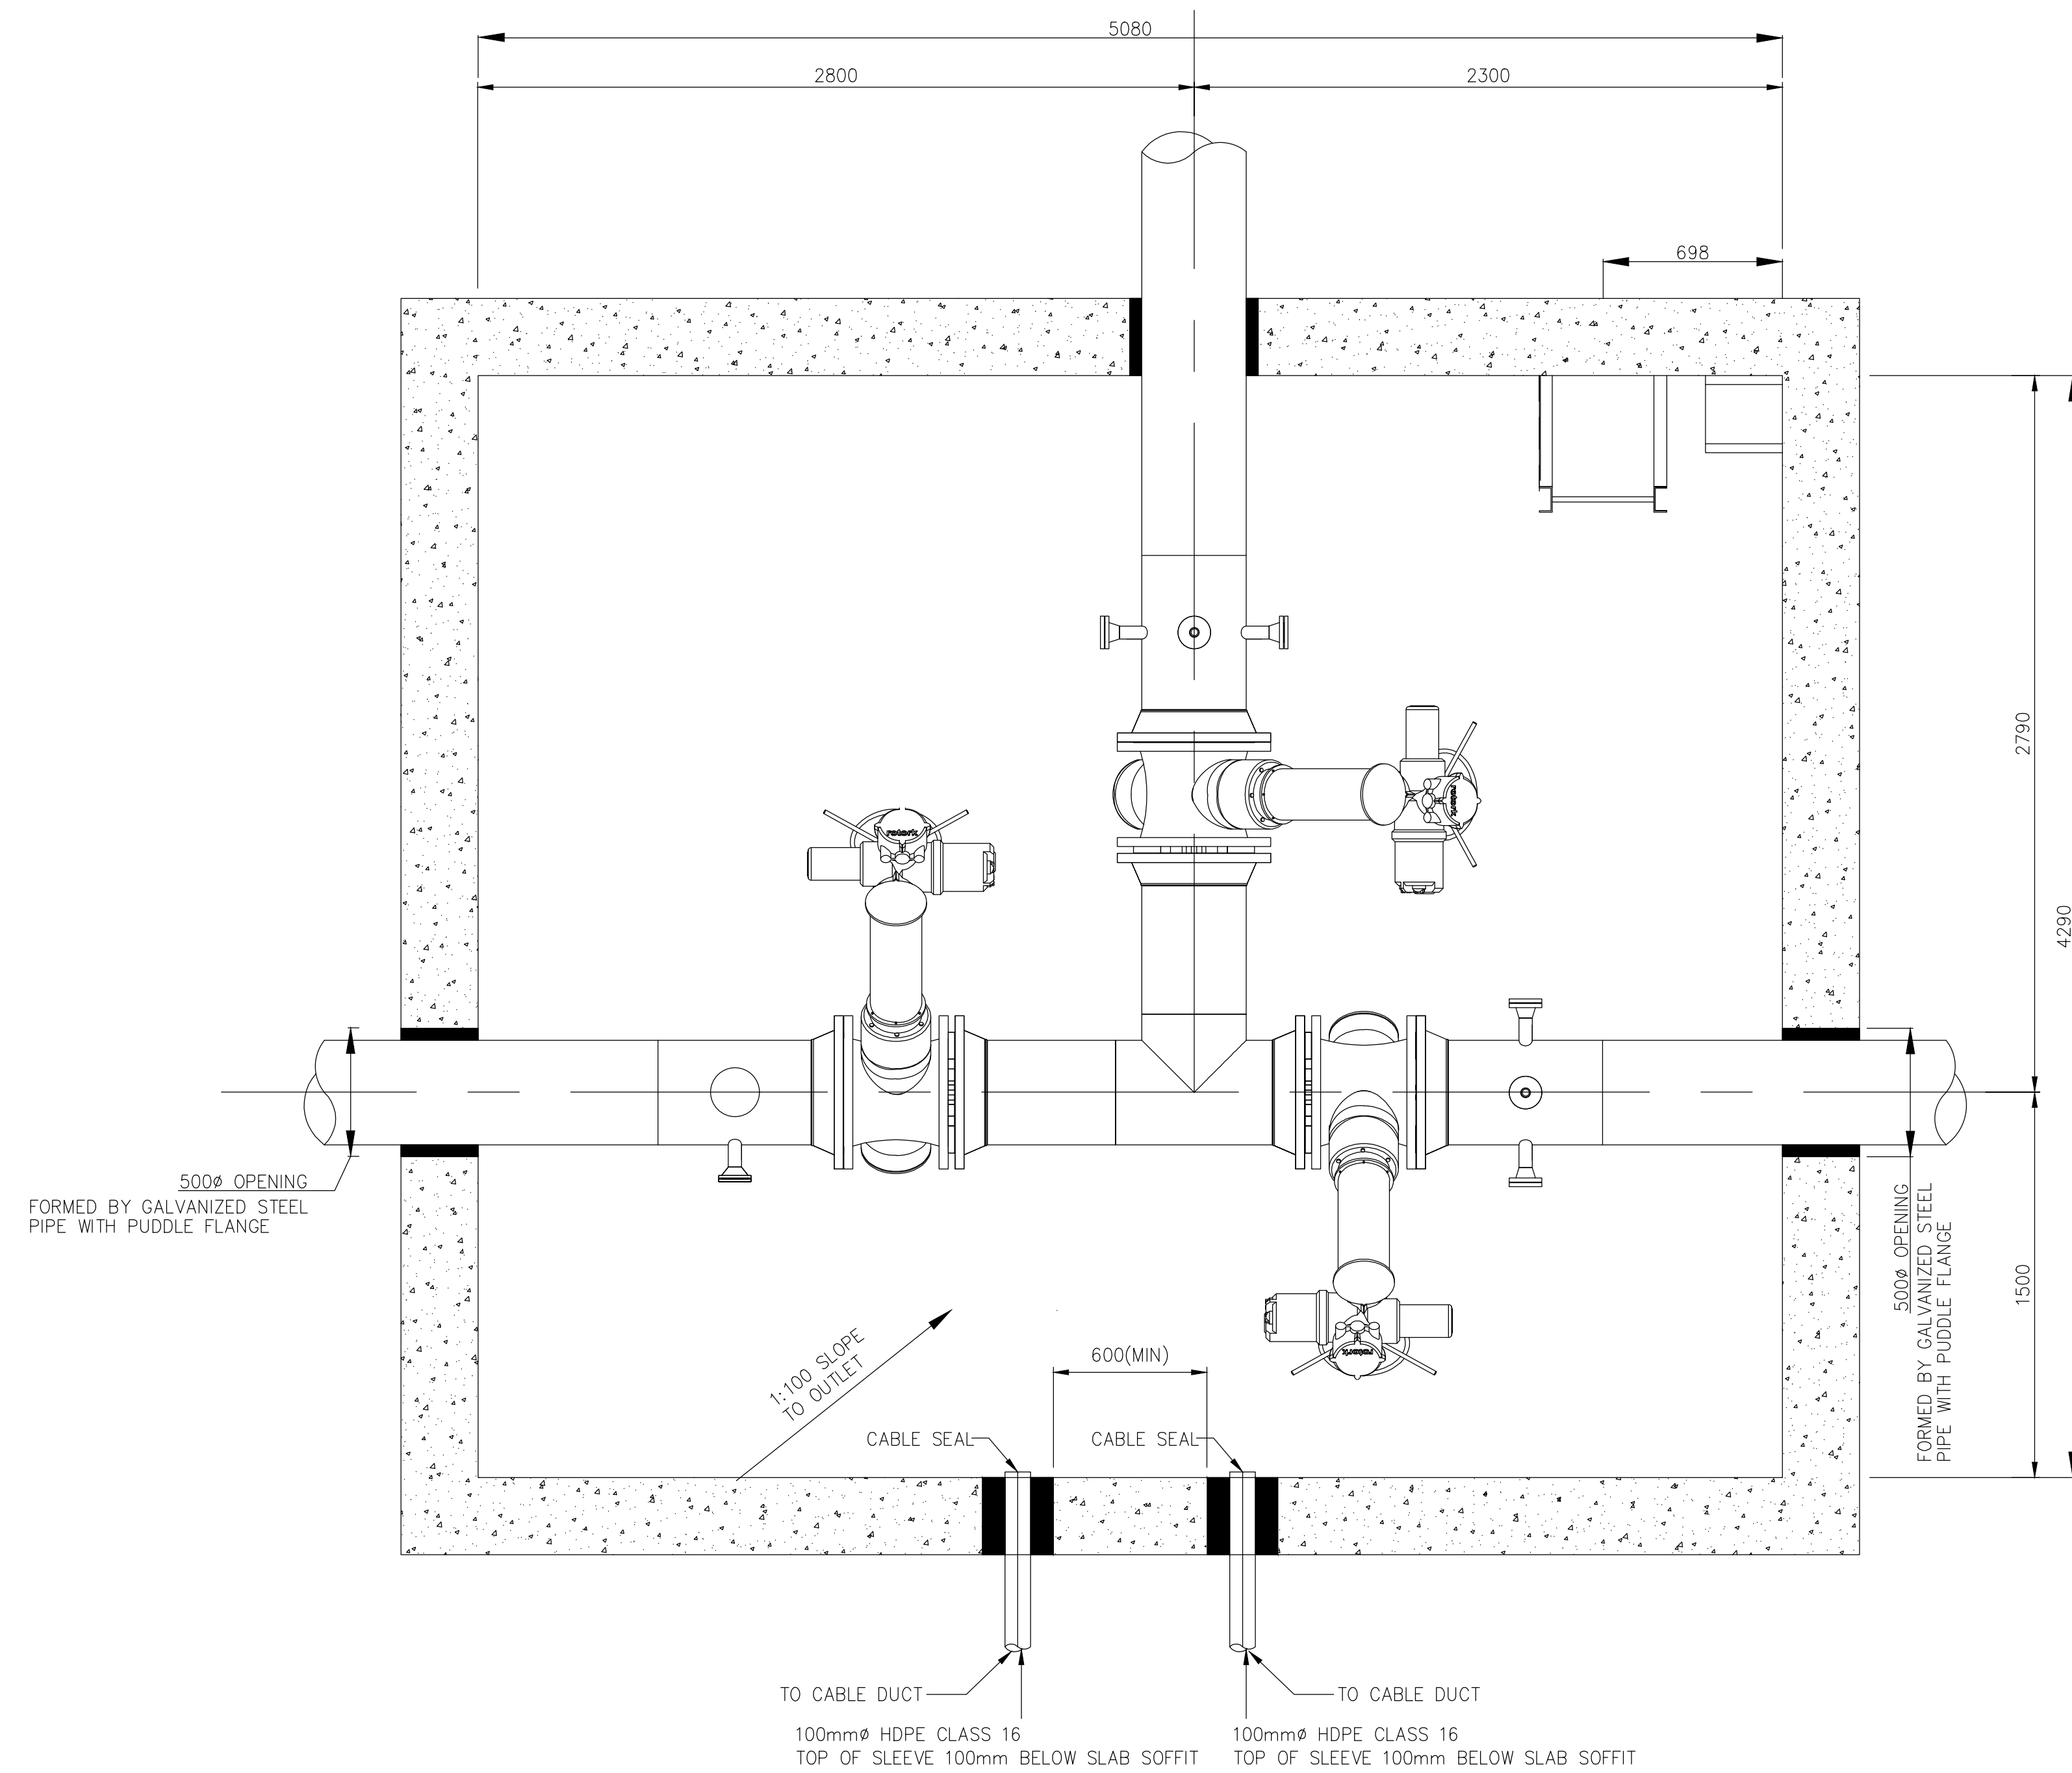 5080
2800
2300
698
2790
4290
1500
rotork
rotork
rotork
500ø OPENING
FORMED BY GALVANIZED STEEL
PIPE WITH PUDDLE FLANGE
500ø OPENING
FORMED BY GALVANIZED STEEL
PIPE WITH PUDDLE FLANGE
1:100 SLOPE
TO OUTLET
600(MIN)
CABLE SEAL
CABLE SEAL
TO CABLE DUCT
TO CABLE DUCT
100mmø HDPE CLASS 16
TOP OF SLEEVE 100mm BELOW SLAB SOFFIT
100mmø HDPE CLASS 16
TOP OF SLEEVE 100mm BELOW SLAB SOFFIT